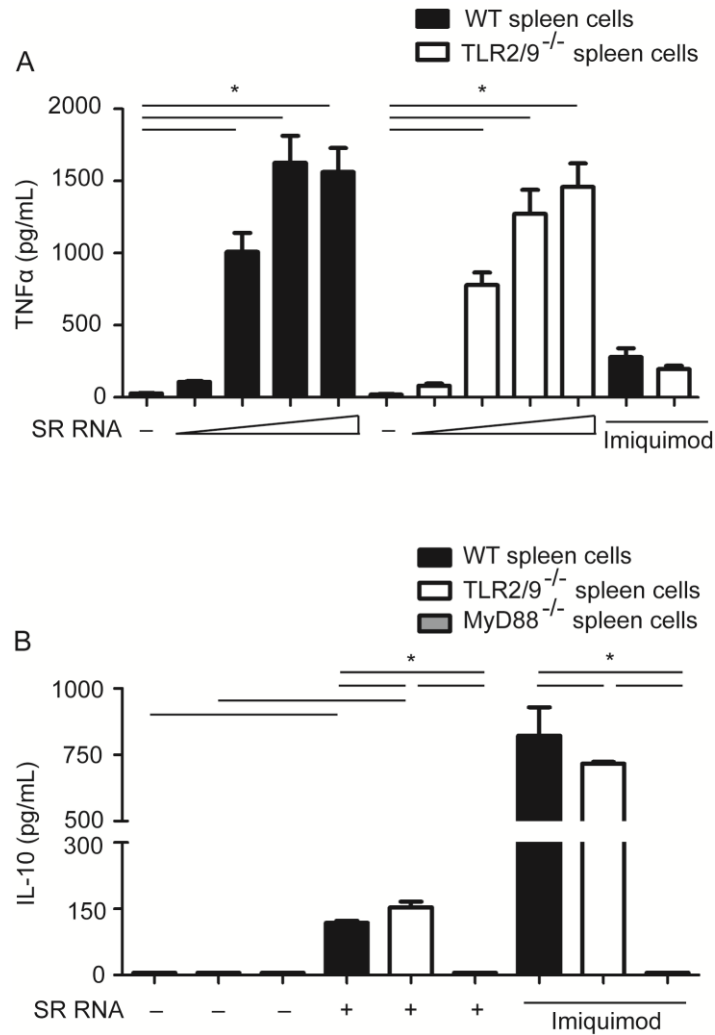 WT spleen cells
TLR2/9-/- spleen cells
A
*
*
2000
1500
1000
500
0
TNFα (pg/mL)
SR RNA – –
Imiquimod
WT spleen cells
TLR2/9-/- spleen cells
MyD88-/- spleen cells
B
*
*
1000
750
500
300
150
0
IL-10 (pg/mL)
SR RNA – – – + + +
Imiquimod